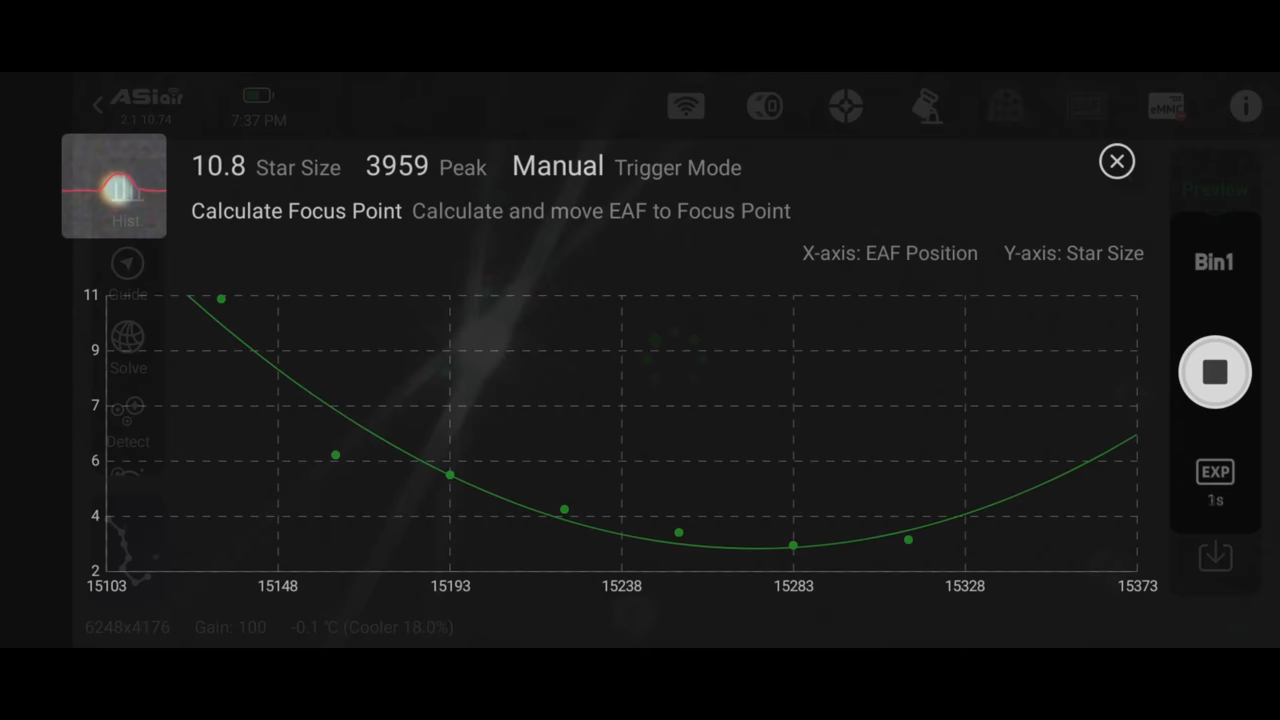 ASiair
2.1 10.74
7:37 PM
eMMC
10.8 Star Size 3959 Peak Manual Trigger Mode
Calculate Focus Point Calculate and move EAF to Focus Point
Hist.
Preview
X-axis: EAF Position Y-axis: Star Size
Bin1
Guide
Solve
Detect
11
9
7
6
4
2
15103 15148 15193 15238 15283 15328 15373
EXP
1s
6248x4176 Gain: 100 -0.1 ℃ (Cooler 18.0%)